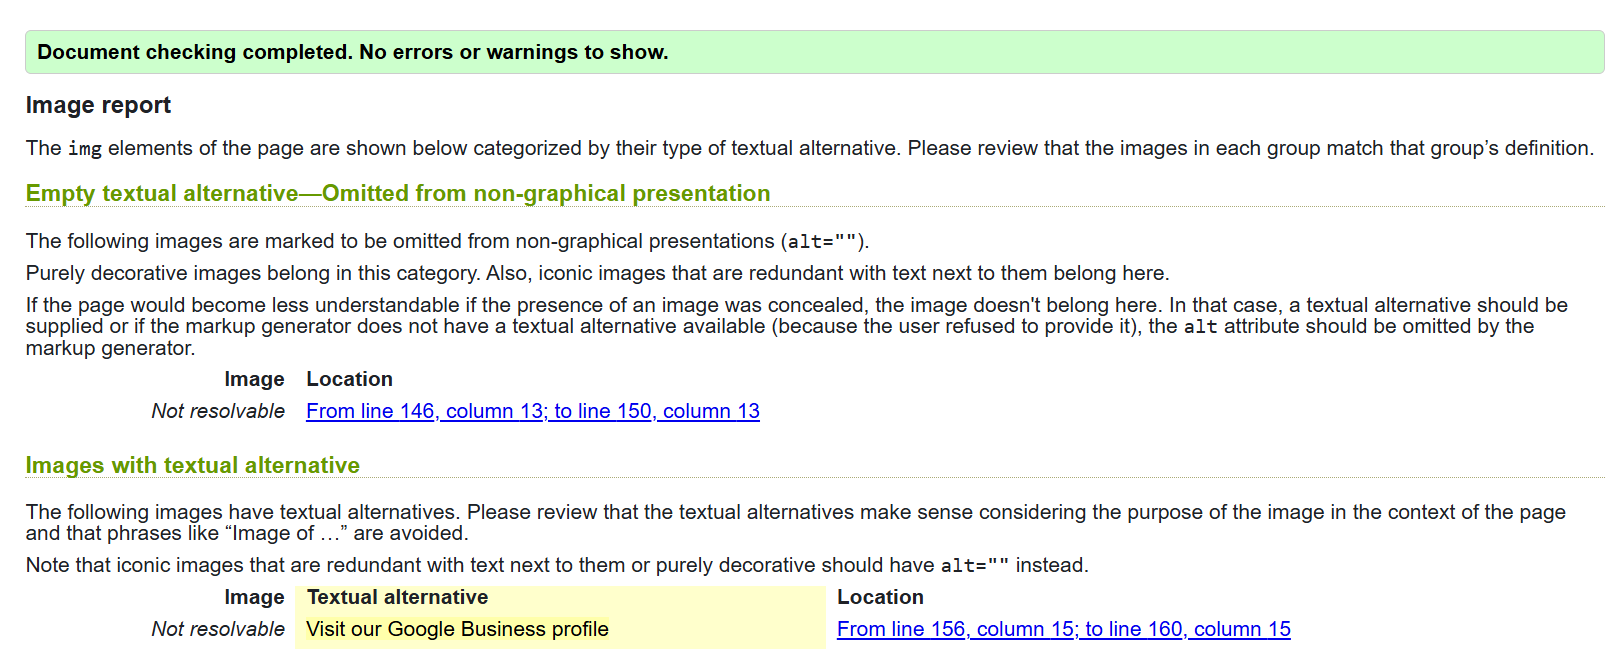 Document checking completed. No errors or warnings to show.
Image report
The img elements of the page are shown below categorized by their type of textual alternative. Please review that the images in each group match that group’s definition.
Empty textual alternative—Omitted from non-graphical presentation
The following images are marked to be omitted from non-graphical presentations (alt="").
Purely decorative images belong in this category. Also, iconic images that are redundant with text next to them belong here.
If the page would become less understandable if the presence of an image was concealed, the image doesn't belong here. In that case, a textual alternative should be
supplied or if the markup generator does not have a textual alternative available (because the user refused to provide it), the alt attribute should be omitted by the
markup generator.
Image Location
Not resolvable From line 146, column 13; to line 150, column 13
Images with textual alternative
The following images have textual alternatives. Please review that the textual alternatives make sense considering the purpose of the image in the context of the page
and that phrases like “Image of …” are avoided.
Note that iconic images that are redundant with text next to them or purely decorative should have alt="" instead.
Image Textual alternative Location
Not resolvable Visit our Google Business profile From line 156, column 15; to line 160, column 15